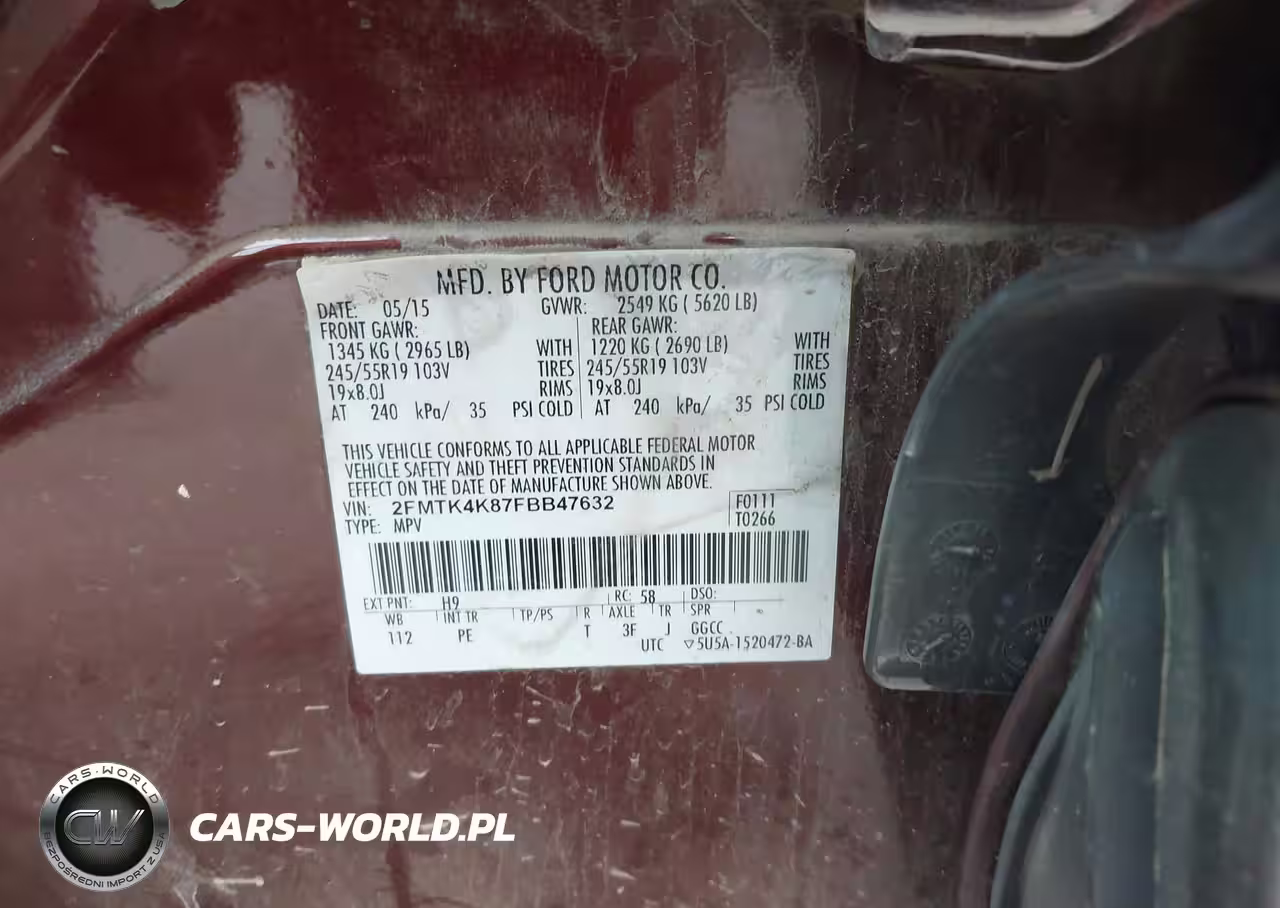 MFD. BY FORD MOTOR CO.
DATE: 05/15 GVWR: 2549 KG ( 5620 LB)
FRONT GAWR: REAR GAWR:
1345 KG ( 2965 LB) WITH 1220 KG ( 2690 LB) WITH
245/55R19 103V TIRES 245/55R19 103V TIRES
19x8.0J RIMS 19x8.0J RIMS
AT 240 kPa/ 35 PSI COLD AT 240 kPa/ 35 PSI COLD
THIS VEHICLE CONFORMS TO ALL APPLICABLE FEDERAL MOTOR
VEHICLE SAFETY AND THEFT PREVENTION STANDARDS IN
EFFECT ON THE DATE OF MANUFACTURE SHOWN ABOVE.
VIN: 2FMTK4K87FBB47632 F0111
TYPE: MPV T0266
EXT PNT: H9 RC: 58 DSO:
WB INT TR TP/PS R AXLE TR SPR
112 PE T 3F J GGCC
UTC ▽5U5A-1520472-BA
CARS-WORLD
CW
BEZPOŚREDNI IMPORT Z USA
CARS-WORLD.PL